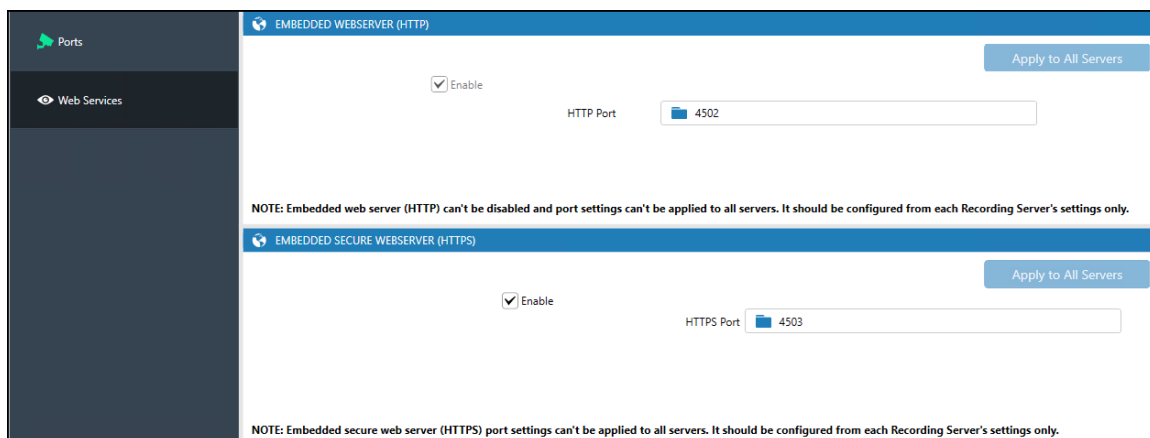 EMBEDDED WEBSERVER (HTTP)
Ports
Apply to All Servers
Enable
Web Services
HTTP Port
4502
NOTE: Embedded web server (HTTP) can't be disabled and port settings can't be applied to all servers. It should be configured from each Recording Server's settings only.
EMBEDDED SECURE WEBSERVER (HTTPS)
Apply to All Servers
Enable
HTTPS Port
4503
NOTE: Embedded secure web server (HTTPS) port settings can't be applied to all servers. It should be configured from each Recording Server's settings only.